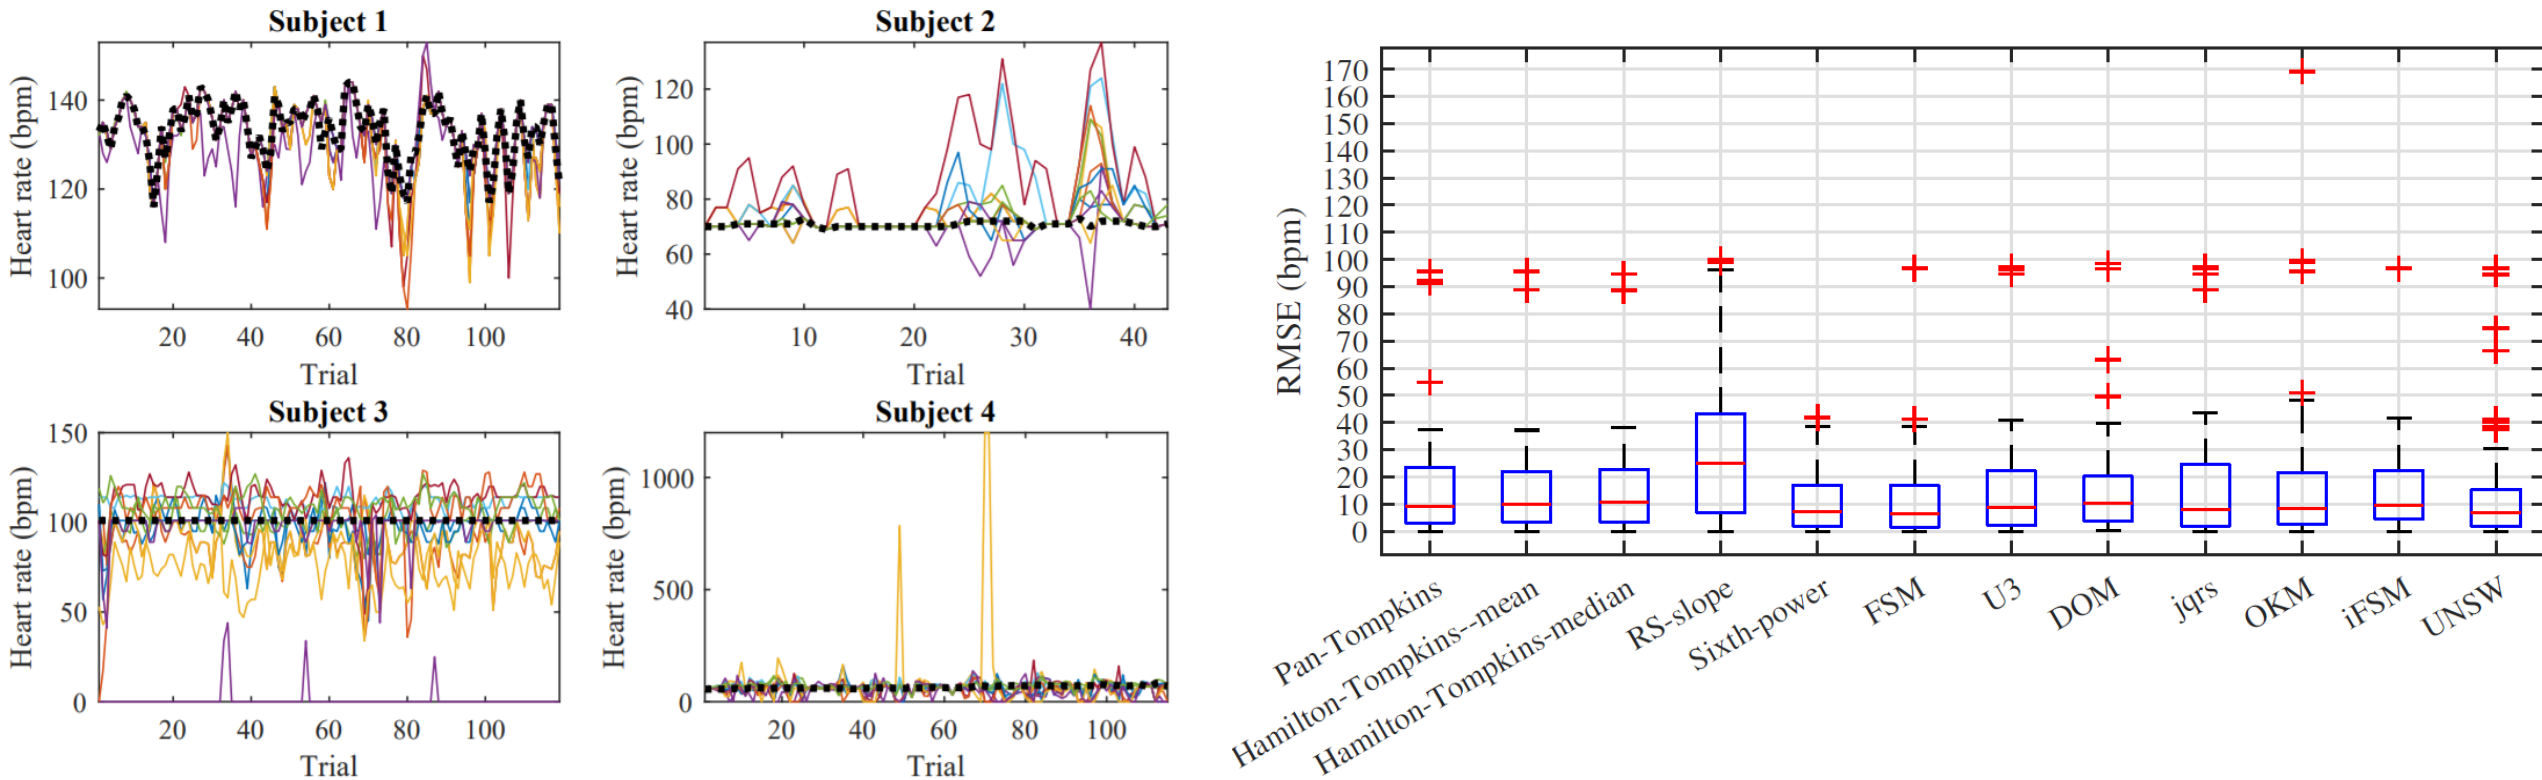 Subject 1
Heart rate (bpm)
140
120
100
20 40 60 80 100
Trial
Subject 2
Heart rate (bpm)
120
100
80
60
40
10 20 30 40
Trial
Subject 3
Heart rate (bpm)
150
100
50
0
20 40 60 80 100
Trial
Subject 4
Heart rate (bpm)
1000
500
0
20 40 60 80 100
Trial
RMSE (bpm)
170
160
150
140
130
120
110
100
90
80
70
60
50
40
30
20
10
0
Pan-Tompkins
Hamilton-Tompkins--mean
Hamilton-Tompkins-median
RS-slope
Sixth-power
FSM
U3
DOM
jqrs
OKM
iFSM
UNSW